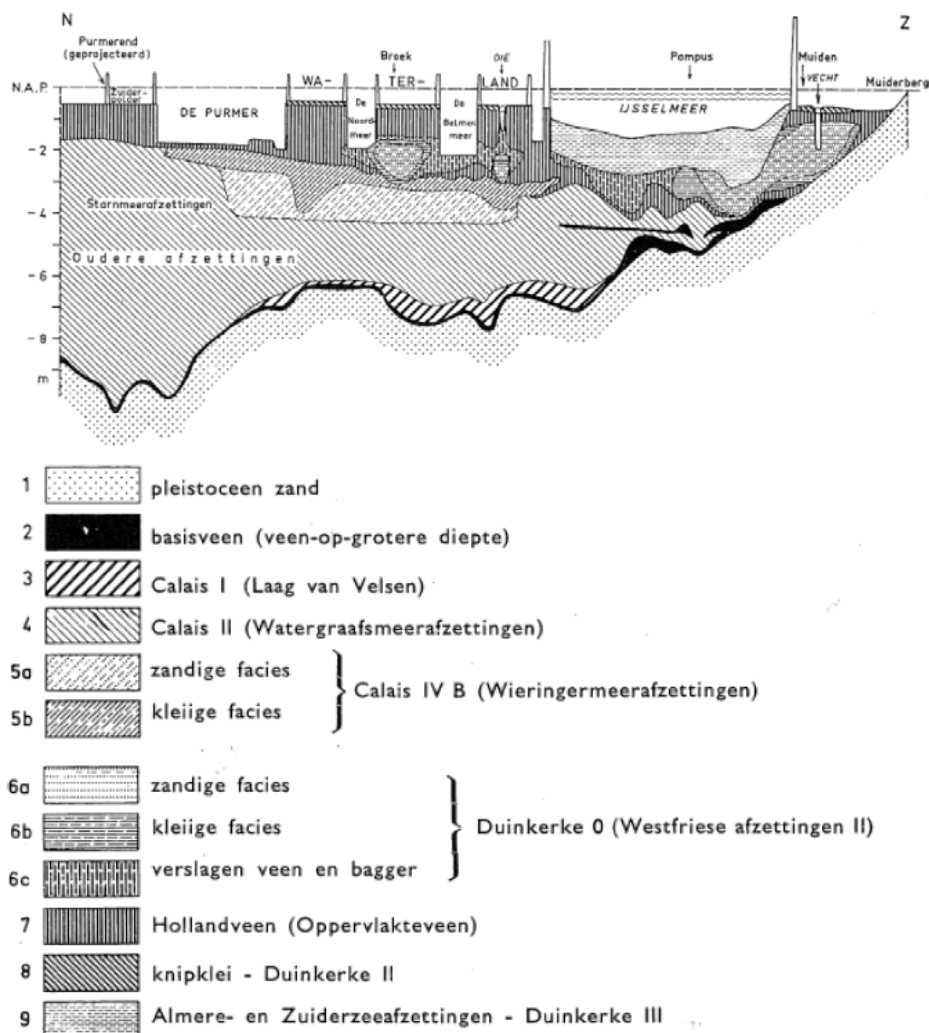 N
Z
Purmerend
(geprojecteerd)
Broek
DIE
Pampus
Muiden
VECHT
Muiderberg
N.A.P.
Zuider-
polder
WA-
TER-
LAND
DE PURMER
De
Noord-
meer
De
Belmer-
meer
IJSSELMEER
-2
Starnmeerafzettingen
-4
Oudere afzettingen
-6
-8
m
1 pleistoceen zand
2 basisveen (veen-op-grotere diepte)
3 Calais I (Laag van Velsen)
4 Calais II (Watergraafsmeerafzettingen)
5a zandige facies
Calais IV B (Wieringermeerafzettingen)
5b kleiige facies
6a zandige facies
6b kleiige facies
Duinkerke O (Westfriese afzettingen II)
6c verslagen veen en bagger
7 Hollandveen (Oppervlakteveen)
8 knipklei - Duinkerke II
9 Almere- en Zuiderzeeafzettingen - Duinkerke III